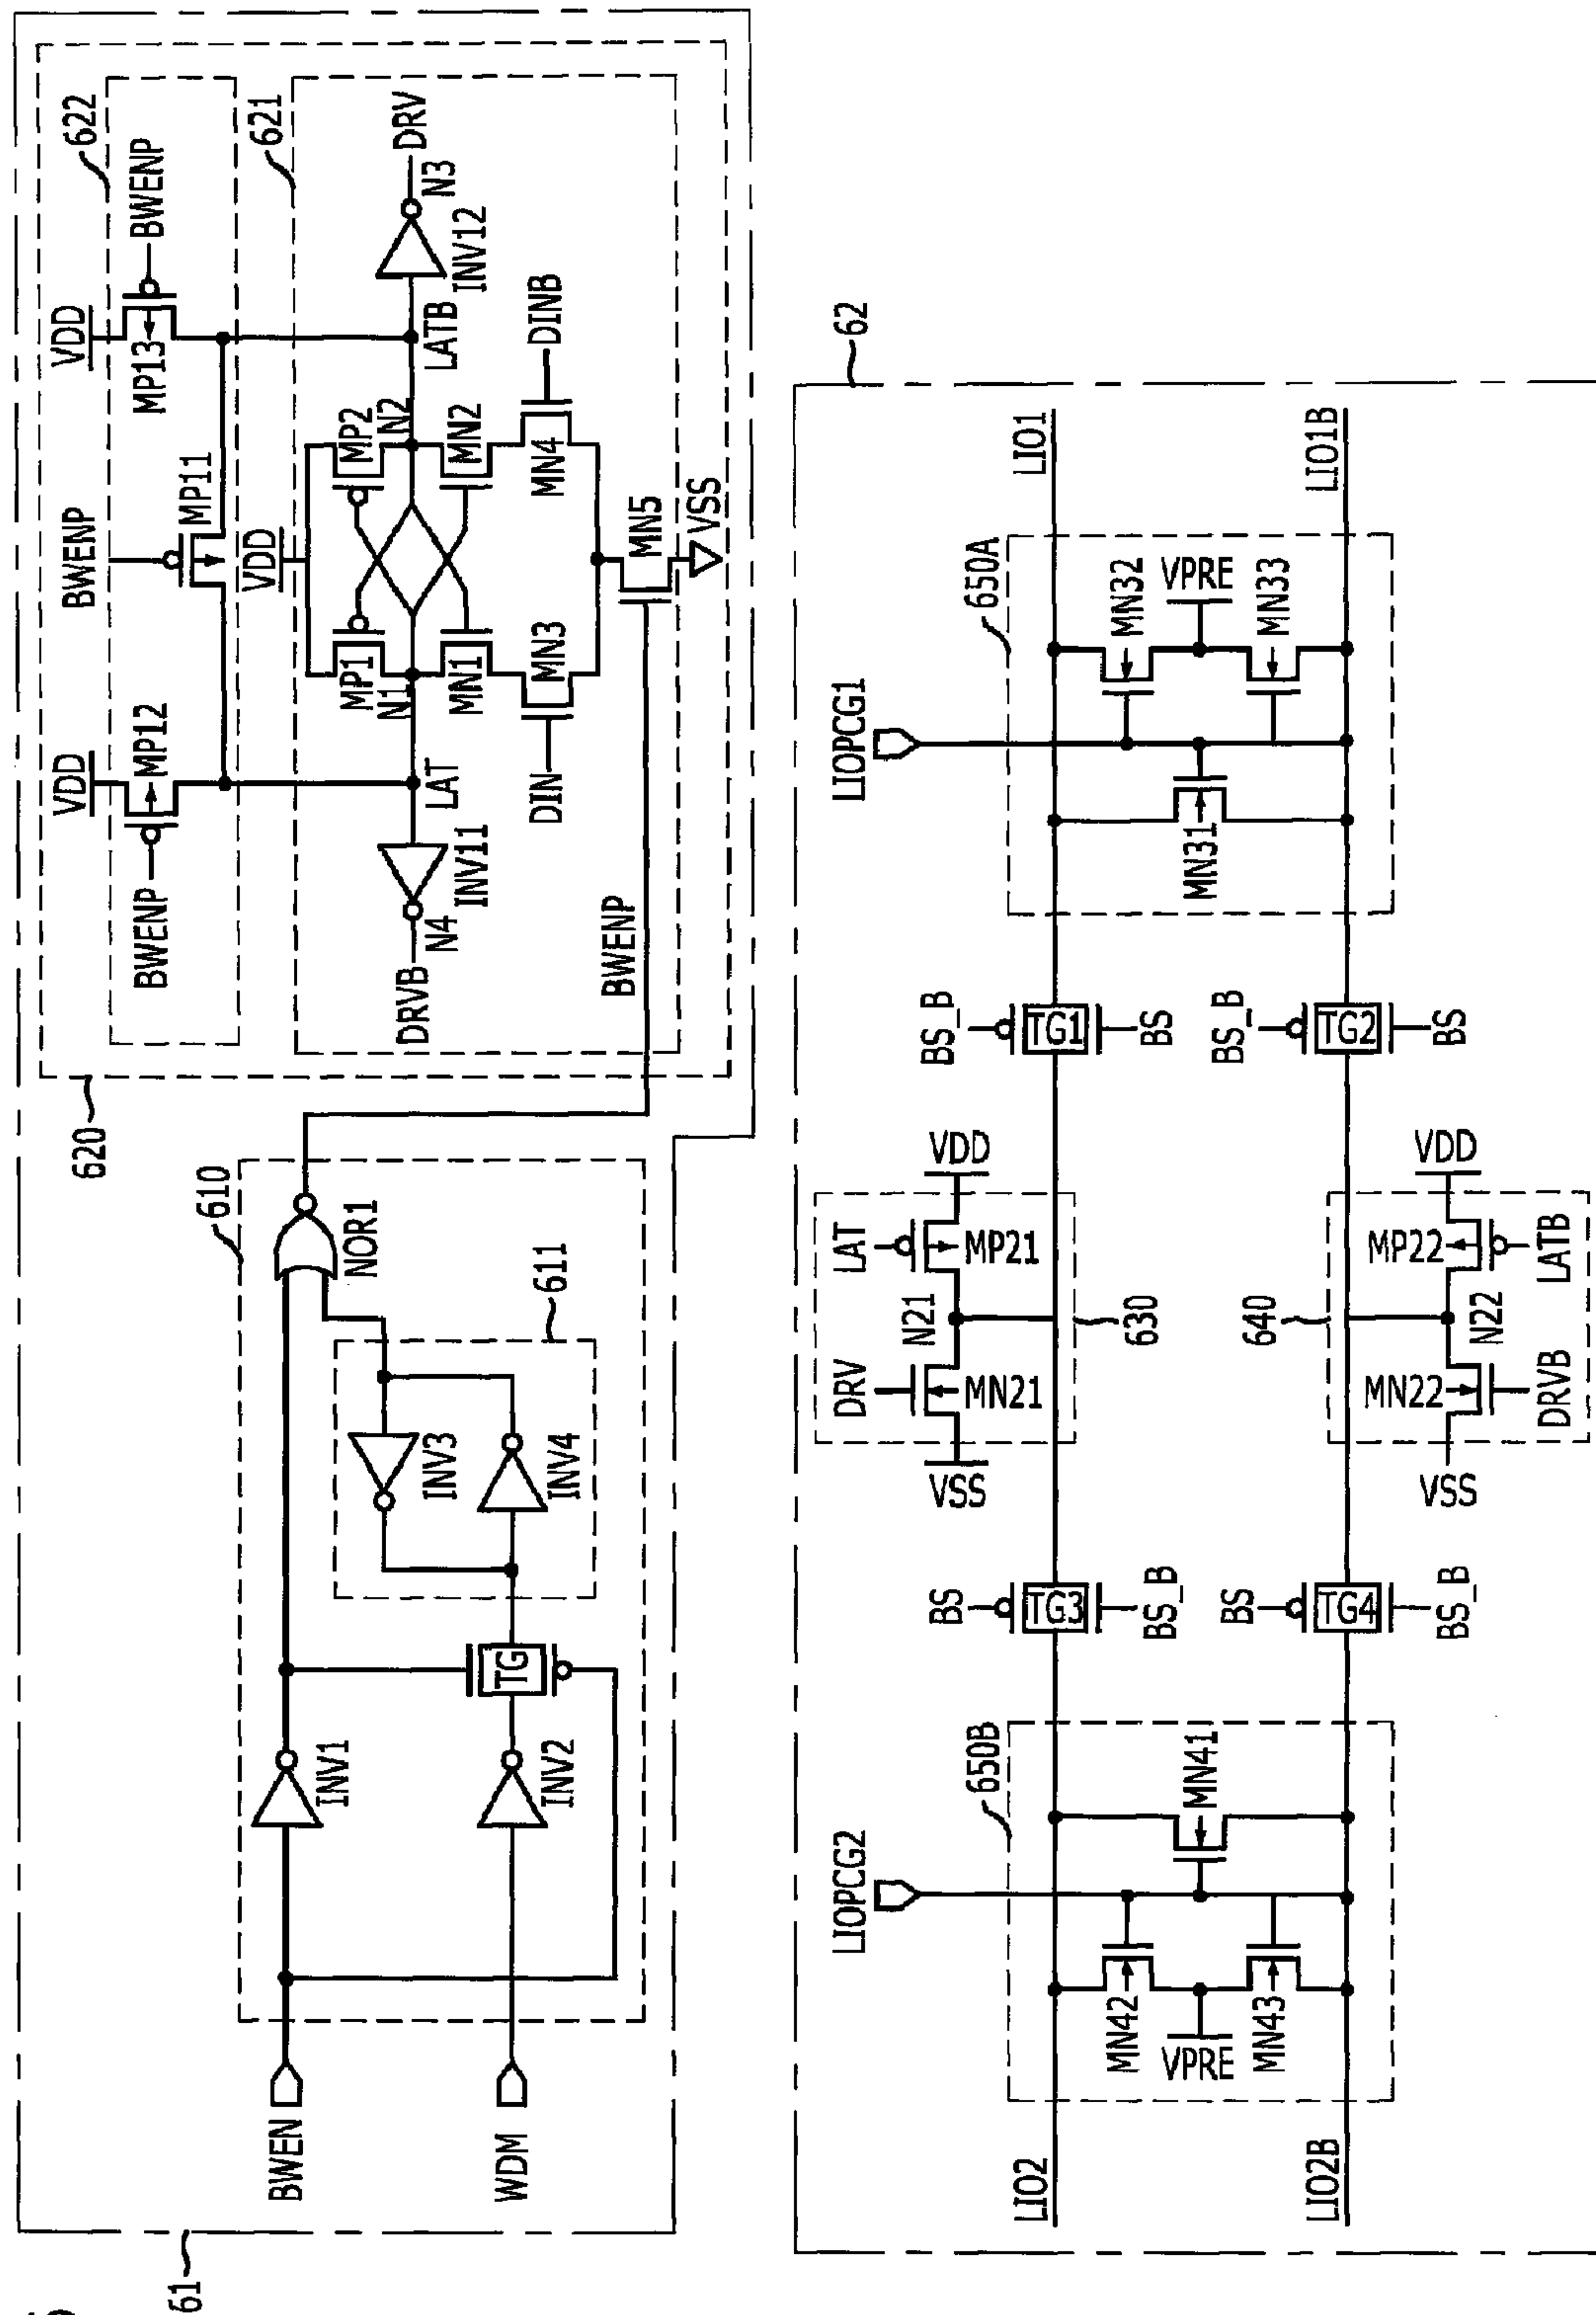 61
BWEN
WDM
610
INV1
INV2
TG
611
INV3
INV4
NOR1
620
622
BWENP
VDD
MP12
BWENP
MP11
VDD
MP13
BWENP
621
VDD
MP1
N1
MN1
MP2
N2
MN2
LAT
LATB
INV11
N4
DRVB
INV12
N3
DRV
DIN
MN3
MN4
DINB
BWENP
MN5
VSS
62
LIOPCG2
650B
LIO2
LIO2B
MN42
VPRE
MN43
MN41
BS
TG3
BS_B
BS
TG4
BS_B
DRV
LAT
VSS
MN21
N21
MP21
VDD
630
640
VSS
MN22
N22
MP22
VDD
DRVB
LATB
BS_B
TG1
BS
BS_B
TG2
BS
LIOPCG1
650A
MN31
MN32
VPRE
MN33
LIO1
LIO1B